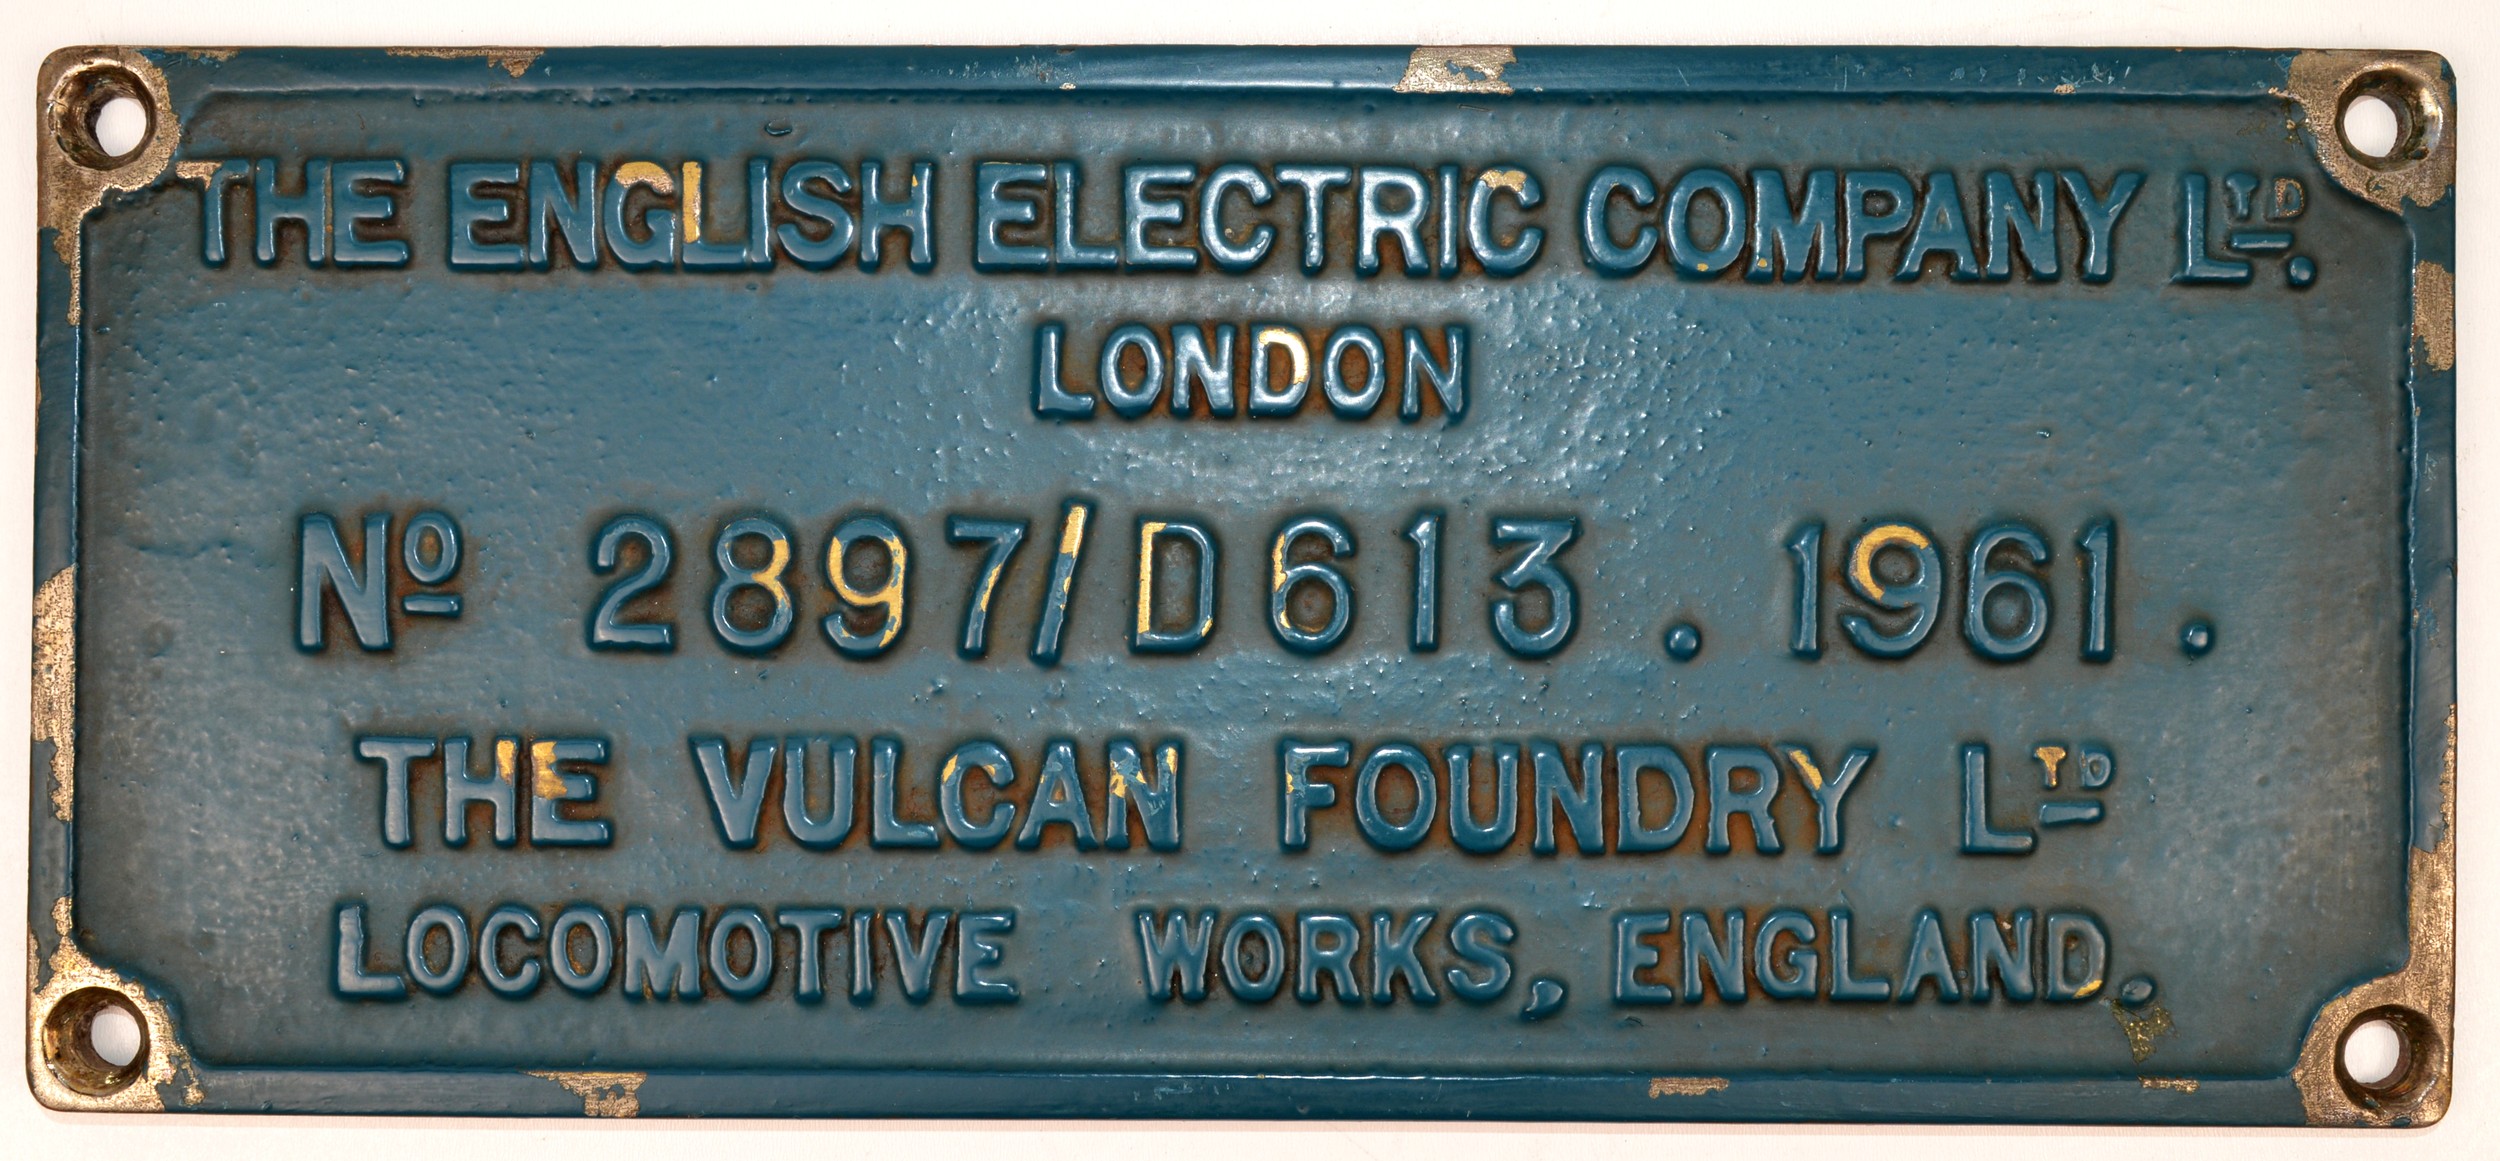 THE ENGLISH ELECTRIC COMPANY LTD.
LONDON
No 2897/D613 . 1961 .
THE VULCAN FOUNDRY LTD
LOCOMOTIVE WORKS, ENGLAND.